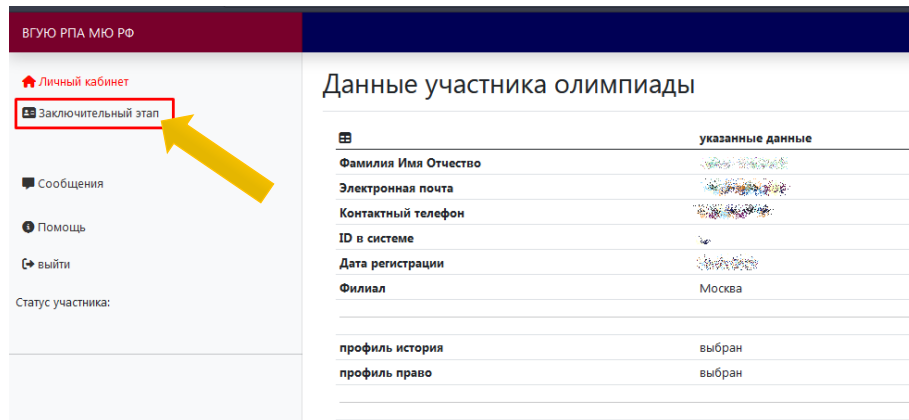 ВГУЮ РПА МЮ РФ
Личный кабинет
Заключительный этап
Сообщения
Помощь
выйти
Статус участника:
Данные участника олимпиады
указанные данные
Фамилия Имя Отчество
Электронная почта
Контактный телефон
ID в системе
Дата регистрации
Филиал Москва
профиль история выбран
профиль право выбран